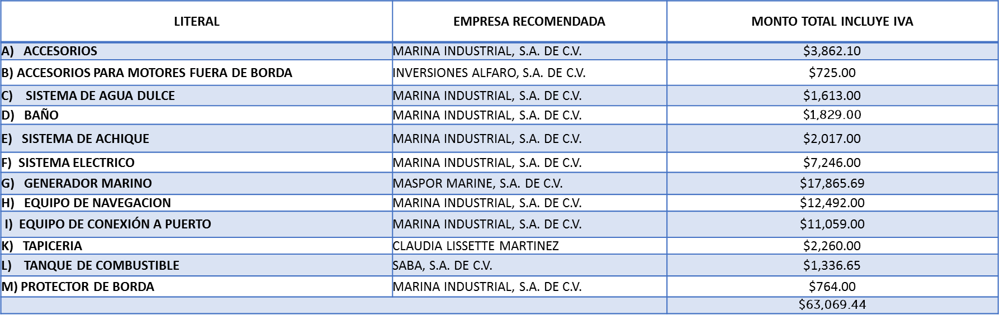 LITERAL EMPRESA RECOMENDADA MONTO TOTAL INCLUYE IVA
A) ACCESORIOS MARINA INDUSTRIAL, S.A. DE C.V. $3,862.10
B) ACCESORIOS PARA MOTORES FUERA DE BORDA INVERSIONES ALFARO, S.A. DE C.V. $725.00
C) SISTEMA DE AGUA DULCE MARINA INDUSTRIAL, S.A. DE C.V. $1,613.00
D) BAÑO MARINA INDUSTRIAL, S.A. DE C.V. $1,829.00
E) SISTEMA DE ACHIQUE MARINA INDUSTRIAL, S.A. DE C.V. $2,017.00
F) SISTEMA ELECTRICO MARINA INDUSTRIAL, S.A. DE C.V. $7,246.00
G) GENERADOR MARINO MASPOR MARINE, S.A. DE C.V. $17,865.69
H) EQUIPO DE NAVEGACION MARINA INDUSTRIAL, S.A. DE C.V. $12,492.00
I) EQUIPO DE CONEXIÓN A PUERTO MARINA INDUSTRIAL, S.A. DE C.V. $11,059.00
K) TAPICERIA CLAUDIA LISSETTE MARTINEZ $2,260.00
L) TANQUE DE COMBUSTIBLE SABA, S.A. DE C.V. $1,336.65
M) PROTECTOR DE BORDA MARINA INDUSTRIAL, S.A. DE C.V. $764.00
$63,069.44